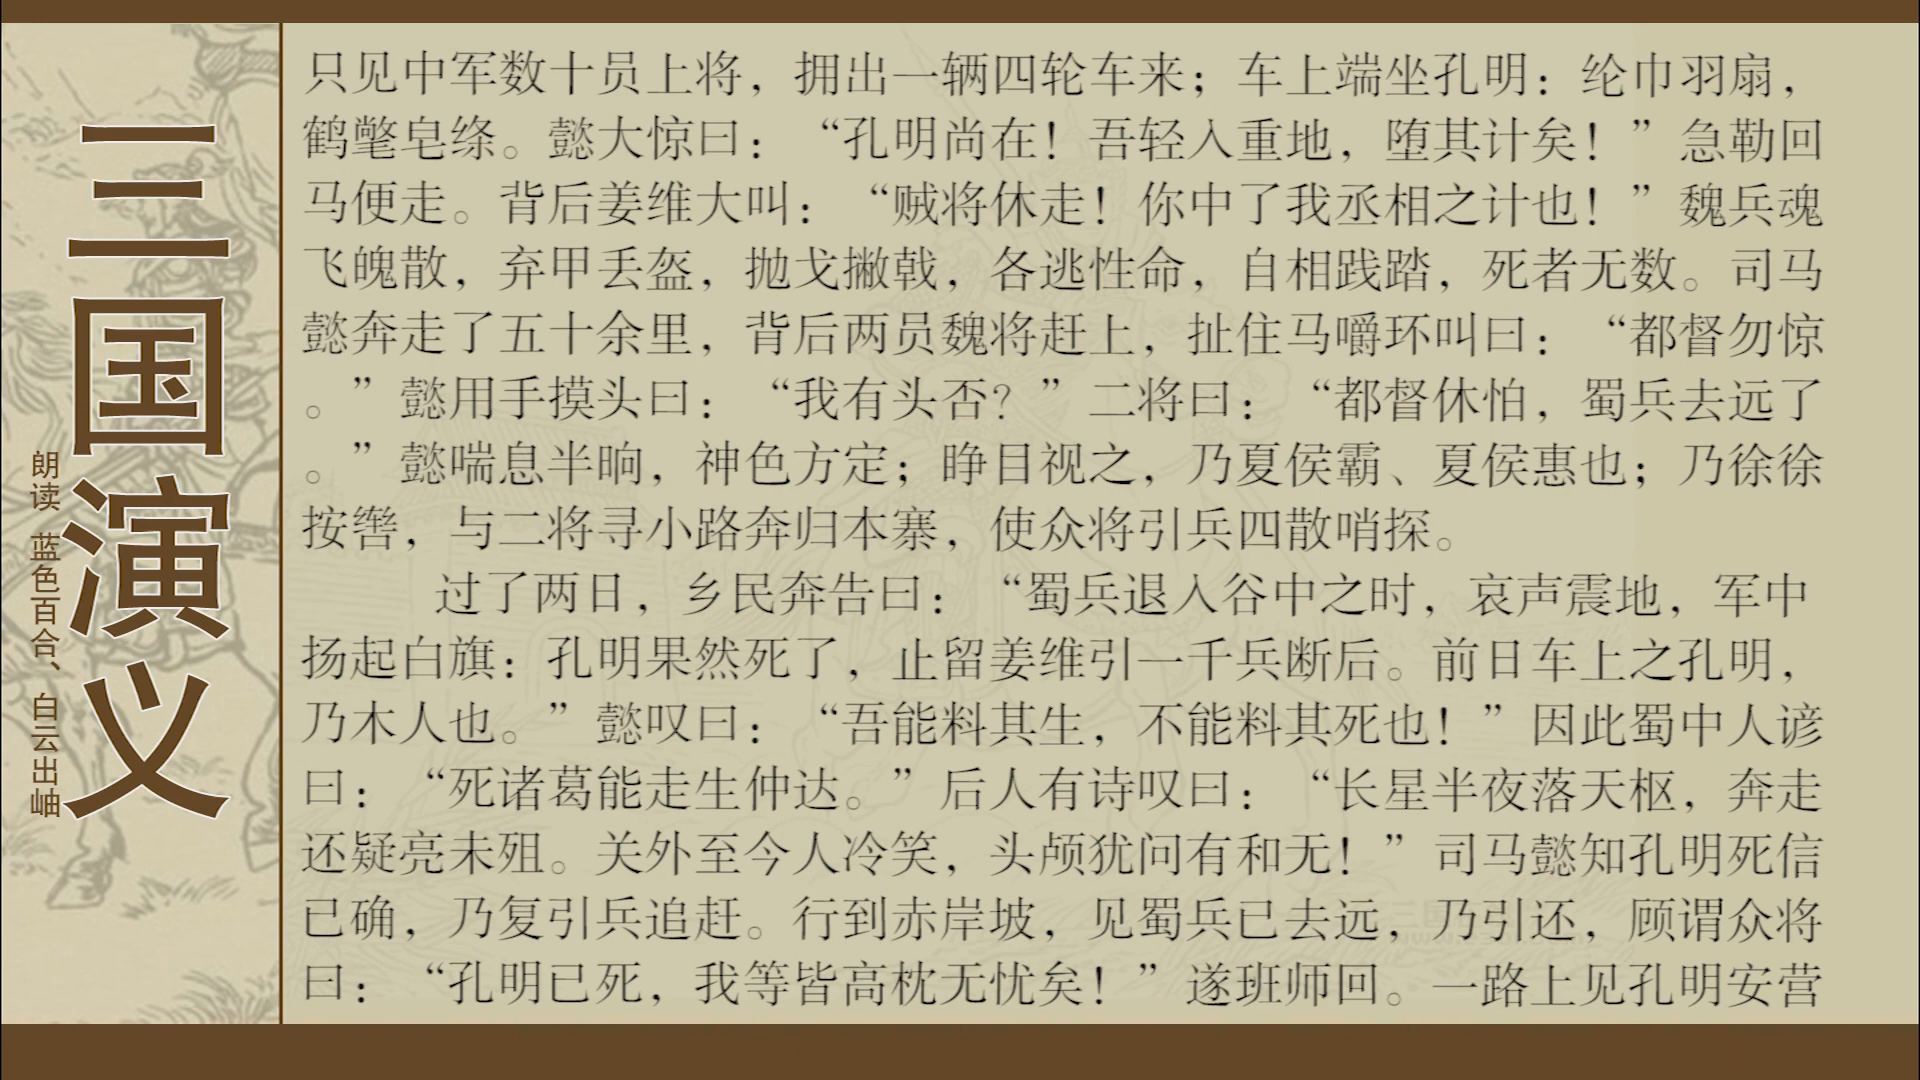 三国演义
朗读 蓝色百合、白云出岫
只见中军数十员上将，拥出一辆四轮车来；车上端坐孔明：纶巾羽扇，
鹤氅皂绦。懿大惊曰：“孔明尚在！吾轻入重地，堕其计矣！”急勒回
马便走。背后姜维大叫：“贼将休走！你中了我丞相之计也！”魏兵魂
飞魄散，弃甲丢盔，抛戈撇戟，各逃性命，自相践踏，死者无数。司马
懿奔走了五十余里，背后两员魏将赶上，扯住马嚼环叫曰：“都督勿惊
。”懿用手摸头曰：“我有头否？”二将曰：“都督休怕，蜀兵去远了
。”懿喘息半晌，神色方定；睁目视之，乃夏侯霸、夏侯惠也；乃徐徐
按辔，与二将寻小路奔归本寨，使众将引兵四散哨探。
过了两日，乡民奔告曰：“蜀兵退入谷中之时，哀声震地，军中
扬起白旗：孔明果然死了，止留姜维引一千兵断后。前日车上之孔明，
乃木人也。”懿叹曰：“吾能料其生，不能料其死也！”因此蜀中人谚
曰：“死诸葛能走生仲达。”后人有诗叹曰：“长星半夜落天枢，奔走
还疑亮未殂。关外至今人冷笑，头颅犹问有和无！”司马懿知孔明死信
已确，乃复引兵追赶。行到赤岸坡，见蜀兵已去远，乃引还，顾谓众将
曰：“孔明已死，我等皆高枕无忧矣！”遂班师回。一路上见孔明安营